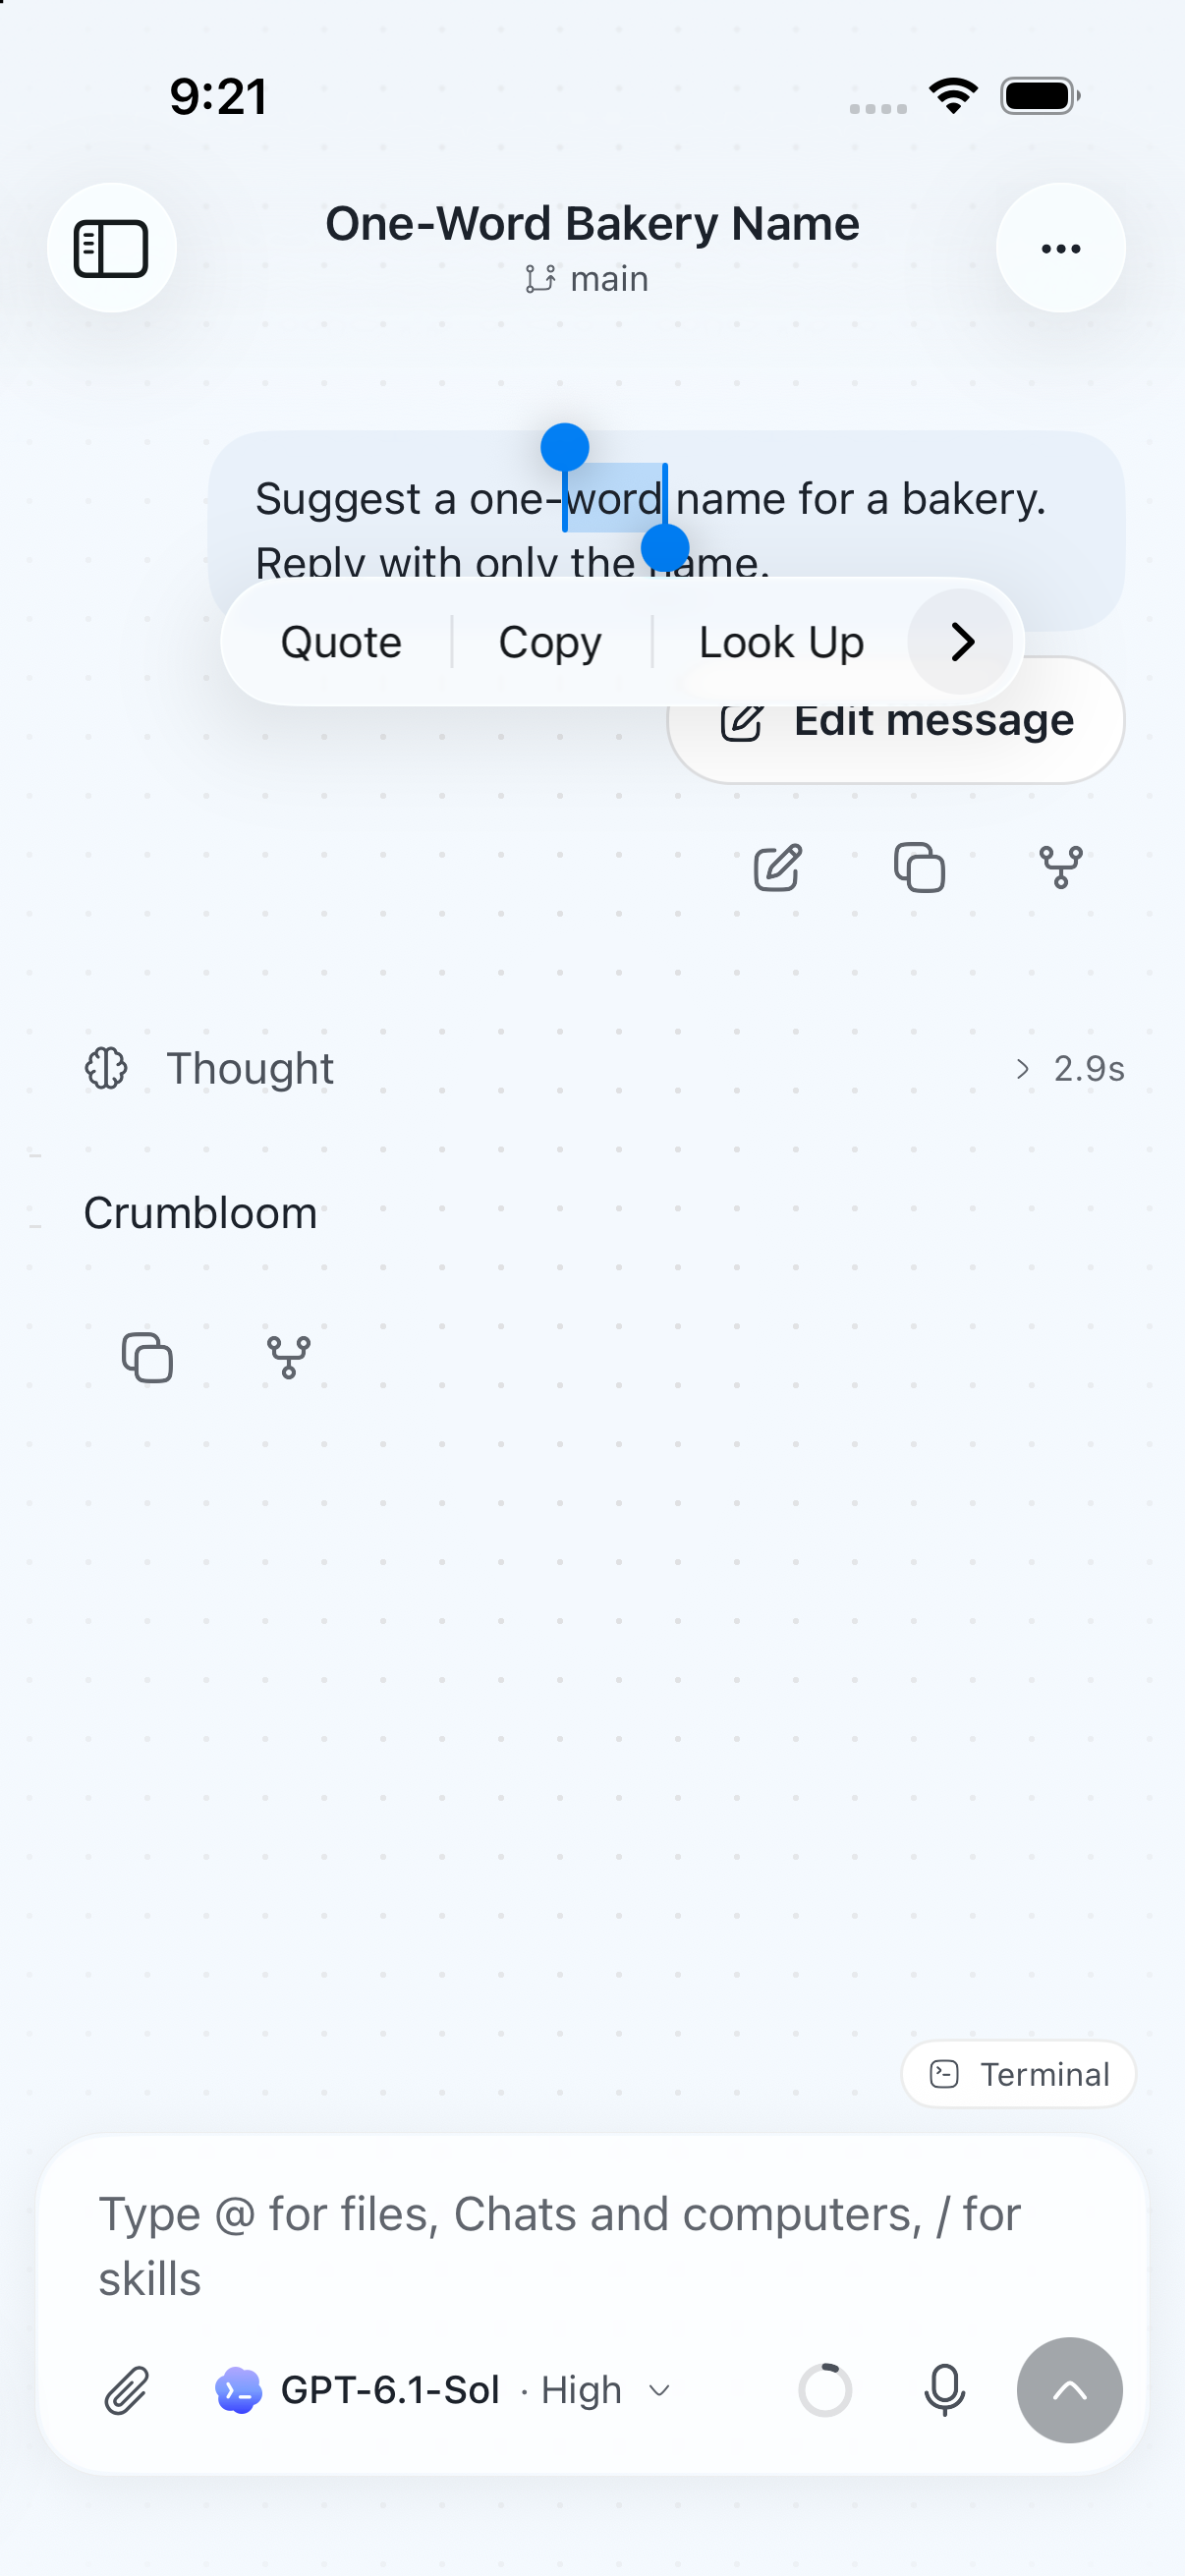 9:21
One-Word Bakery Name
main
Suggest a one-word name for a bakery.
Reply with only the name.
Quote
Copy
Look Up
Edit message
Thought
2.9s
Crumbloom
Terminal
Type @ for files, Chats and computers, / for
skills
GPT-6.1-Sol · High